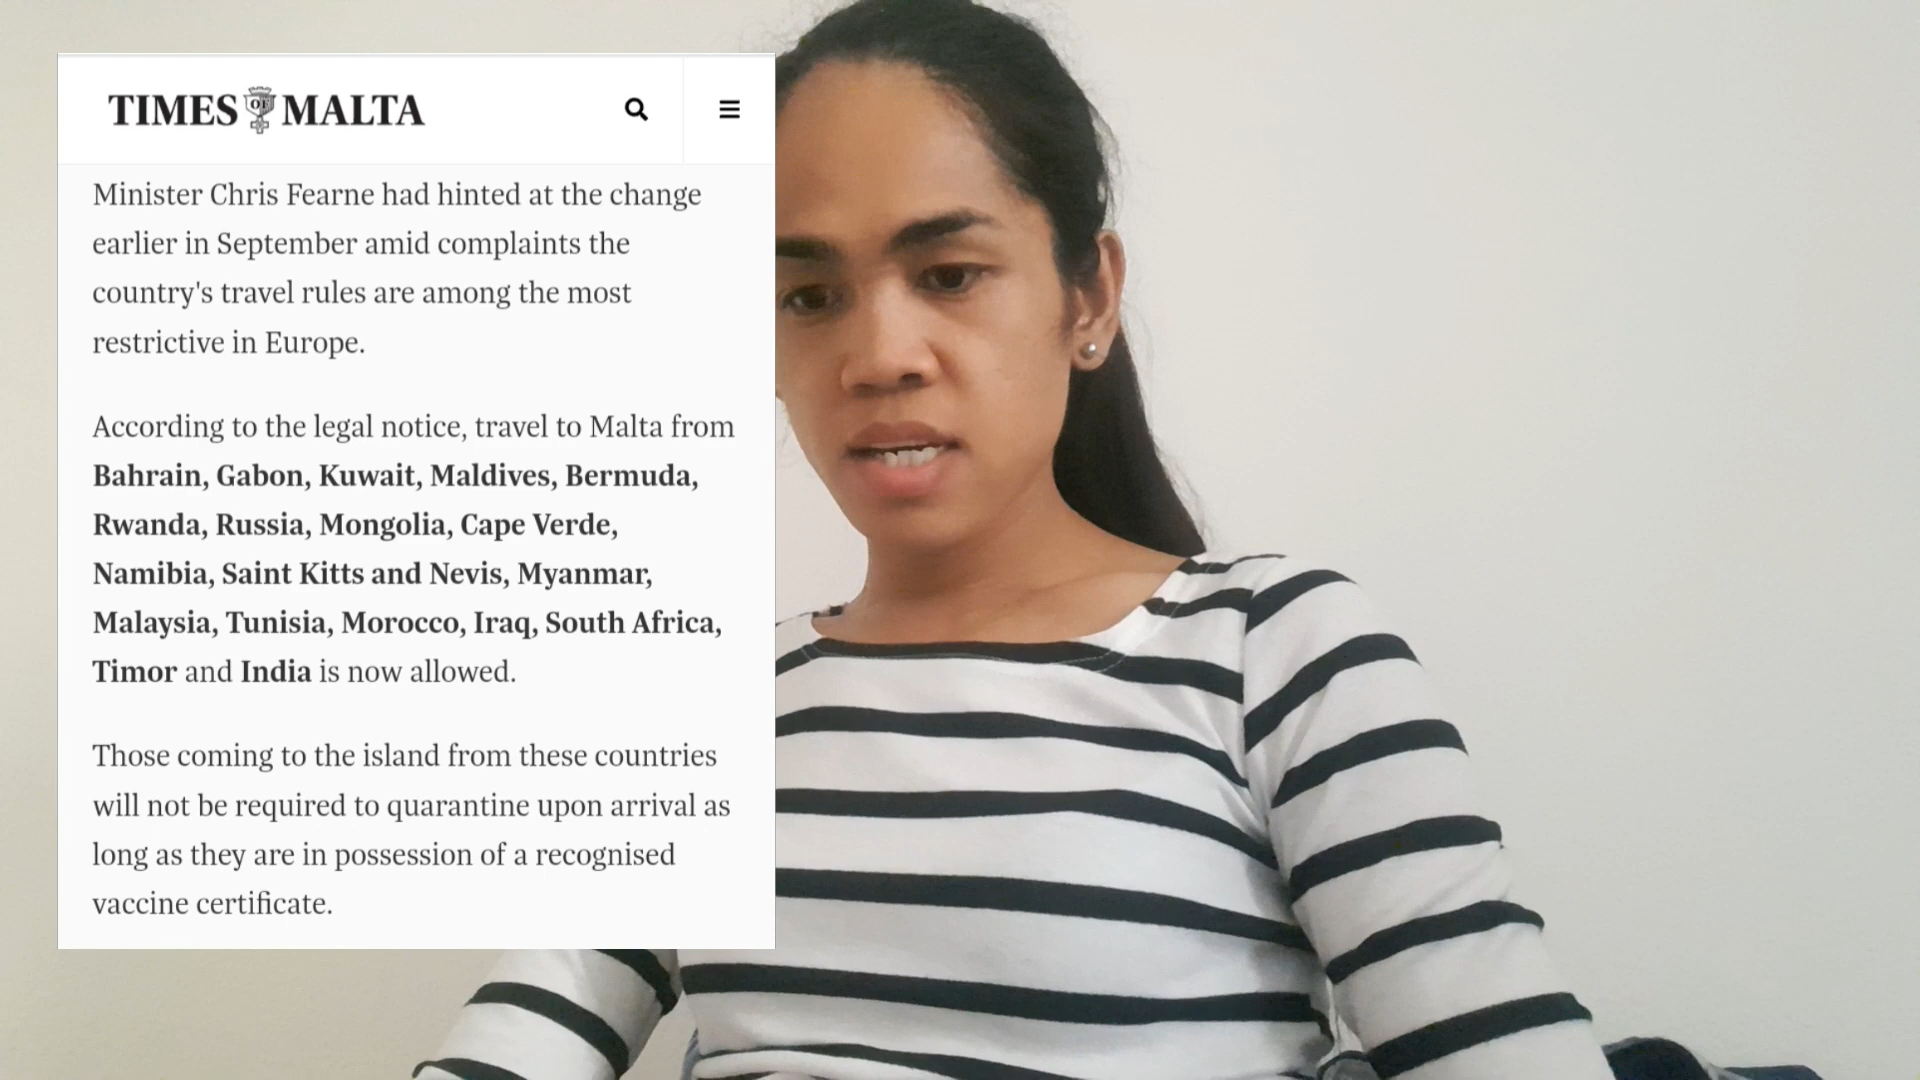 TIMES OF MALTA
Minister Chris Fearne had hinted at the change
earlier in September amid complaints the
country's travel rules are among the most
restrictive in Europe.
According to the legal notice, travel to Malta from
Bahrain, Gabon, Kuwait, Maldives, Bermuda,
Rwanda, Russia, Mongolia, Cape Verde,
Namibia, Saint Kitts and Nevis, Myanmar,
Malaysia, Tunisia, Morocco, Iraq, South Africa,
Timor and India is now allowed.
Those coming to the island from these countries
will not be required to quarantine upon arrival as
long as they are in possession of a recognised
vaccine certificate.